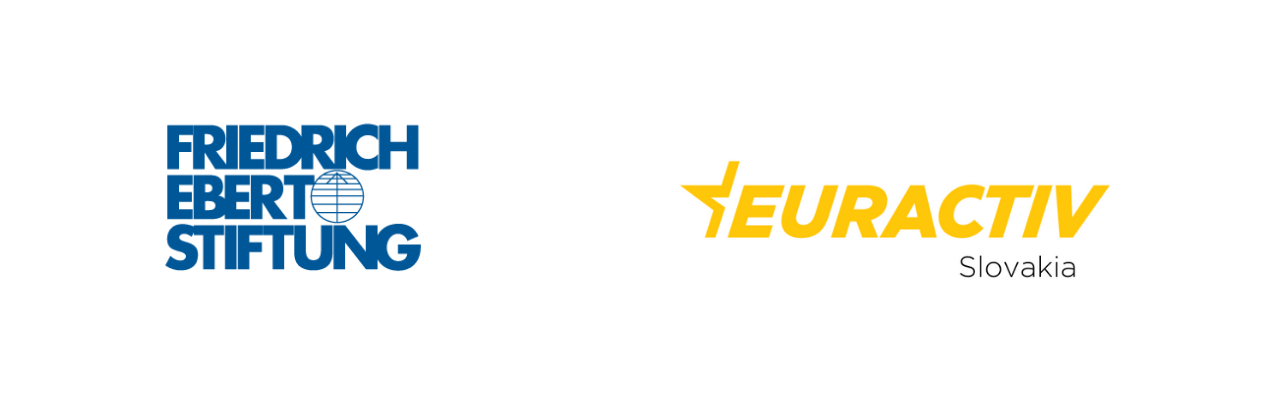 FRIEDRICH
EBERT
STIFTUNG
EURACTIV
Slovakia